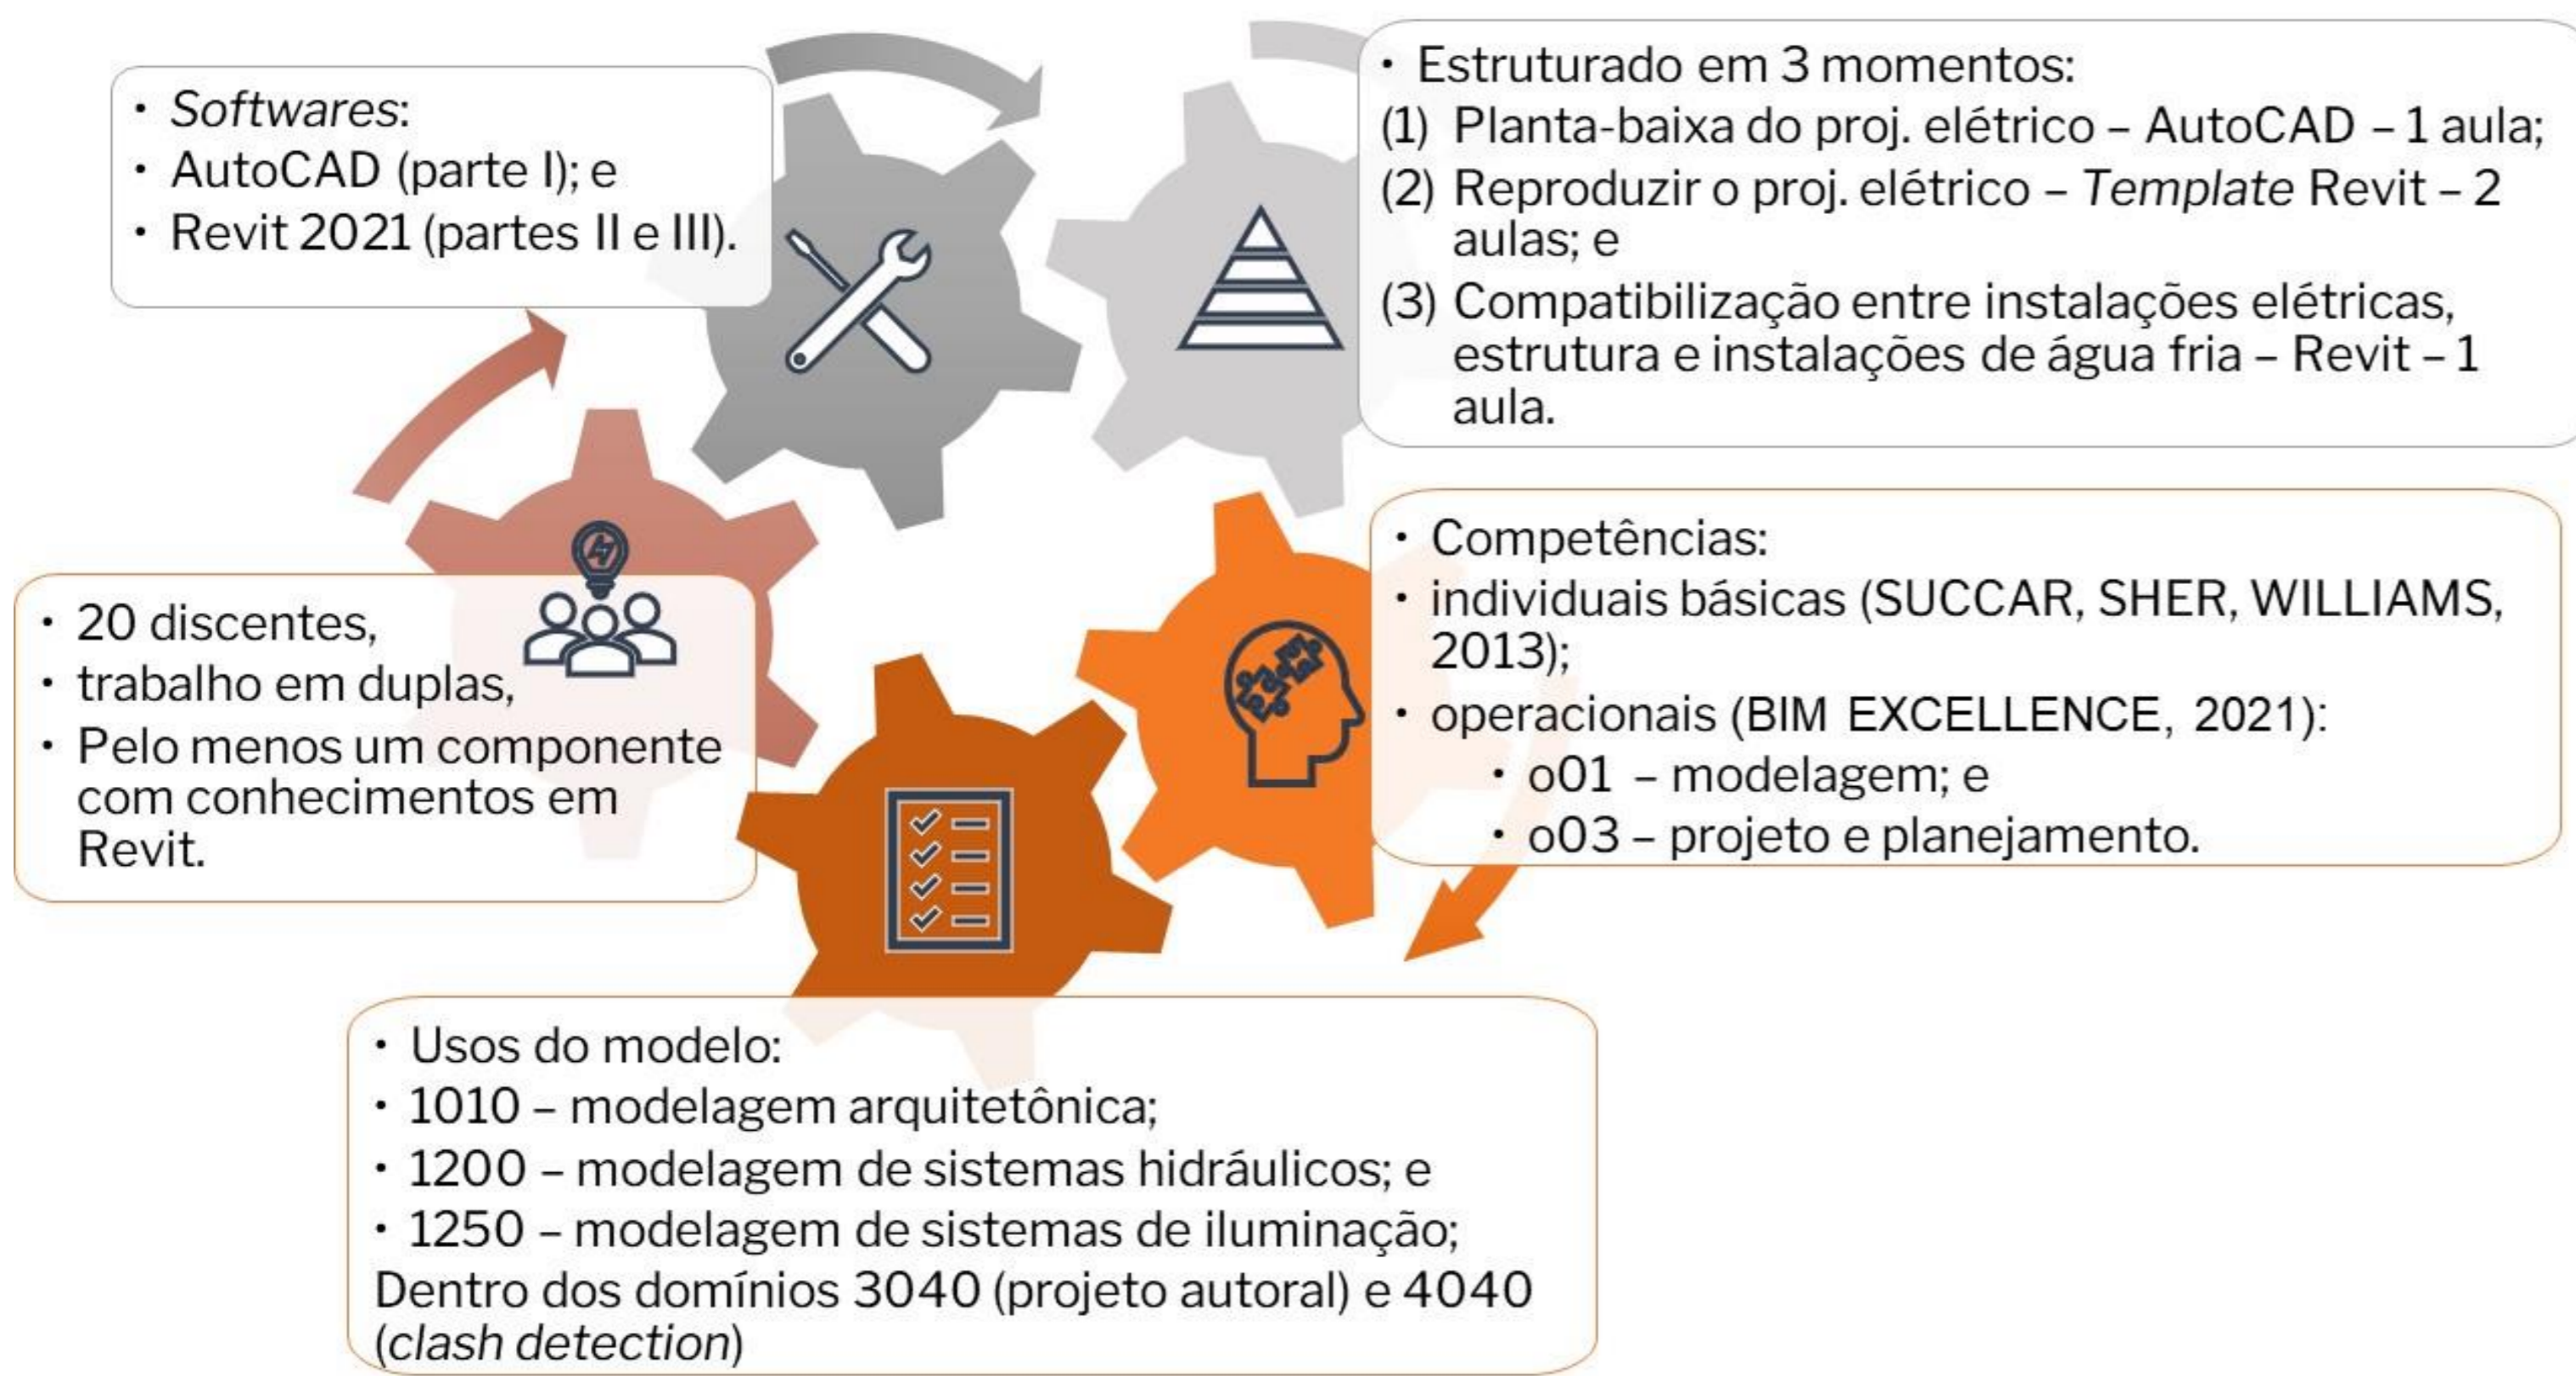 • Softwares:
• AutoCAD (parte I); e
• Revit 2021 (partes II e III).
• Estruturado em 3 momentos:
(1) Planta-baixa do proj. elétrico – AutoCAD – 1 aula;
(2) Reproduzir o proj. elétrico – Template Revit – 2
aulas; e
(3) Compatibilização entre instalações elétricas,
estrutura e instalações de água fria – Revit – 1
aula.
• 20 discentes,
• trabalho em duplas,
• Pelo menos um componente
com conhecimentos em
Revit.
• Competências:
• individuais básicas (SUCCAR, SHER, WILLIAMS,
2013);
• operacionais (BIM EXCELLENCE, 2021):
• o01 – modelagem; e
• o03 – projeto e planejamento.
• Usos do modelo:
• 1010 – modelagem arquitetônica;
• 1200 – modelagem de sistemas hidráulicos; e
• 1250 – modelagem de sistemas de iluminação;
Dentro dos domínios 3040 (projeto autoral) e 4040
(clash detection)